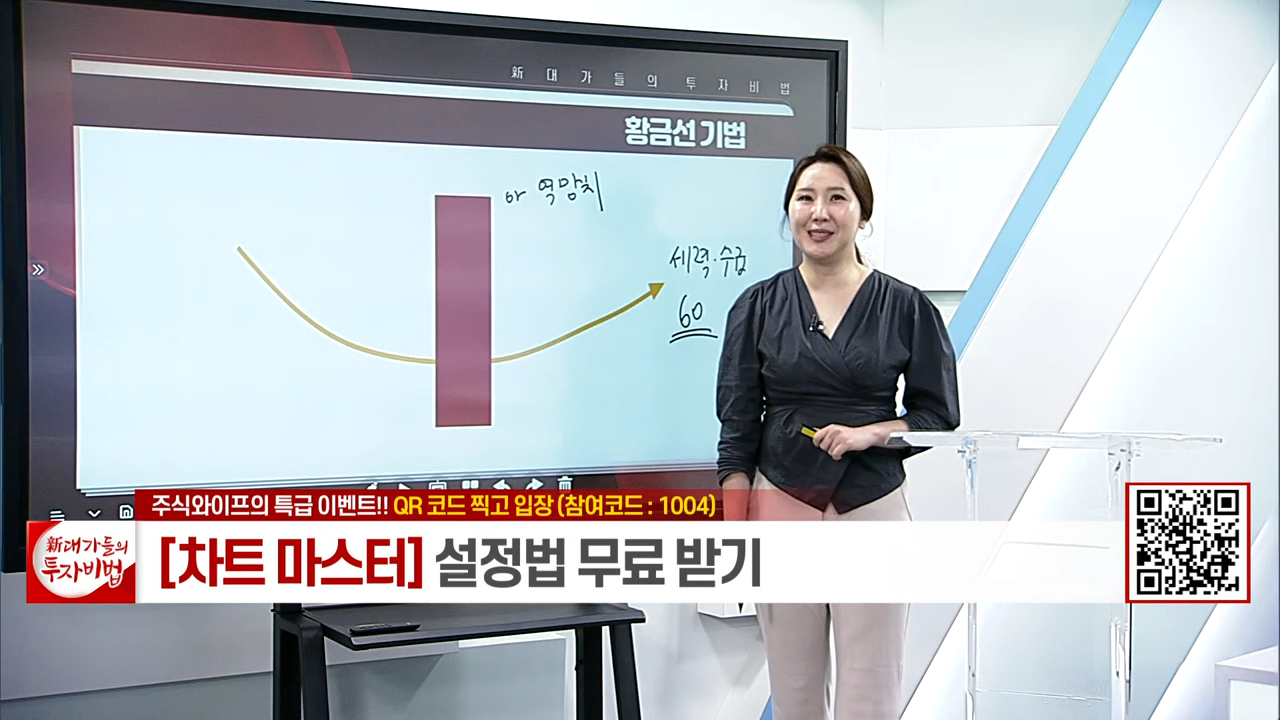 新 대 가 들 의 투 자 비 법
황금선 기법
아 역망치
세력·수급
60
주식와이프의 특급 이벤트!! QR 코드 찍고 입장 (참여코드 : 1004)
新 대가들의
투자비법
[차트 마스터] 설정법 무료 받기